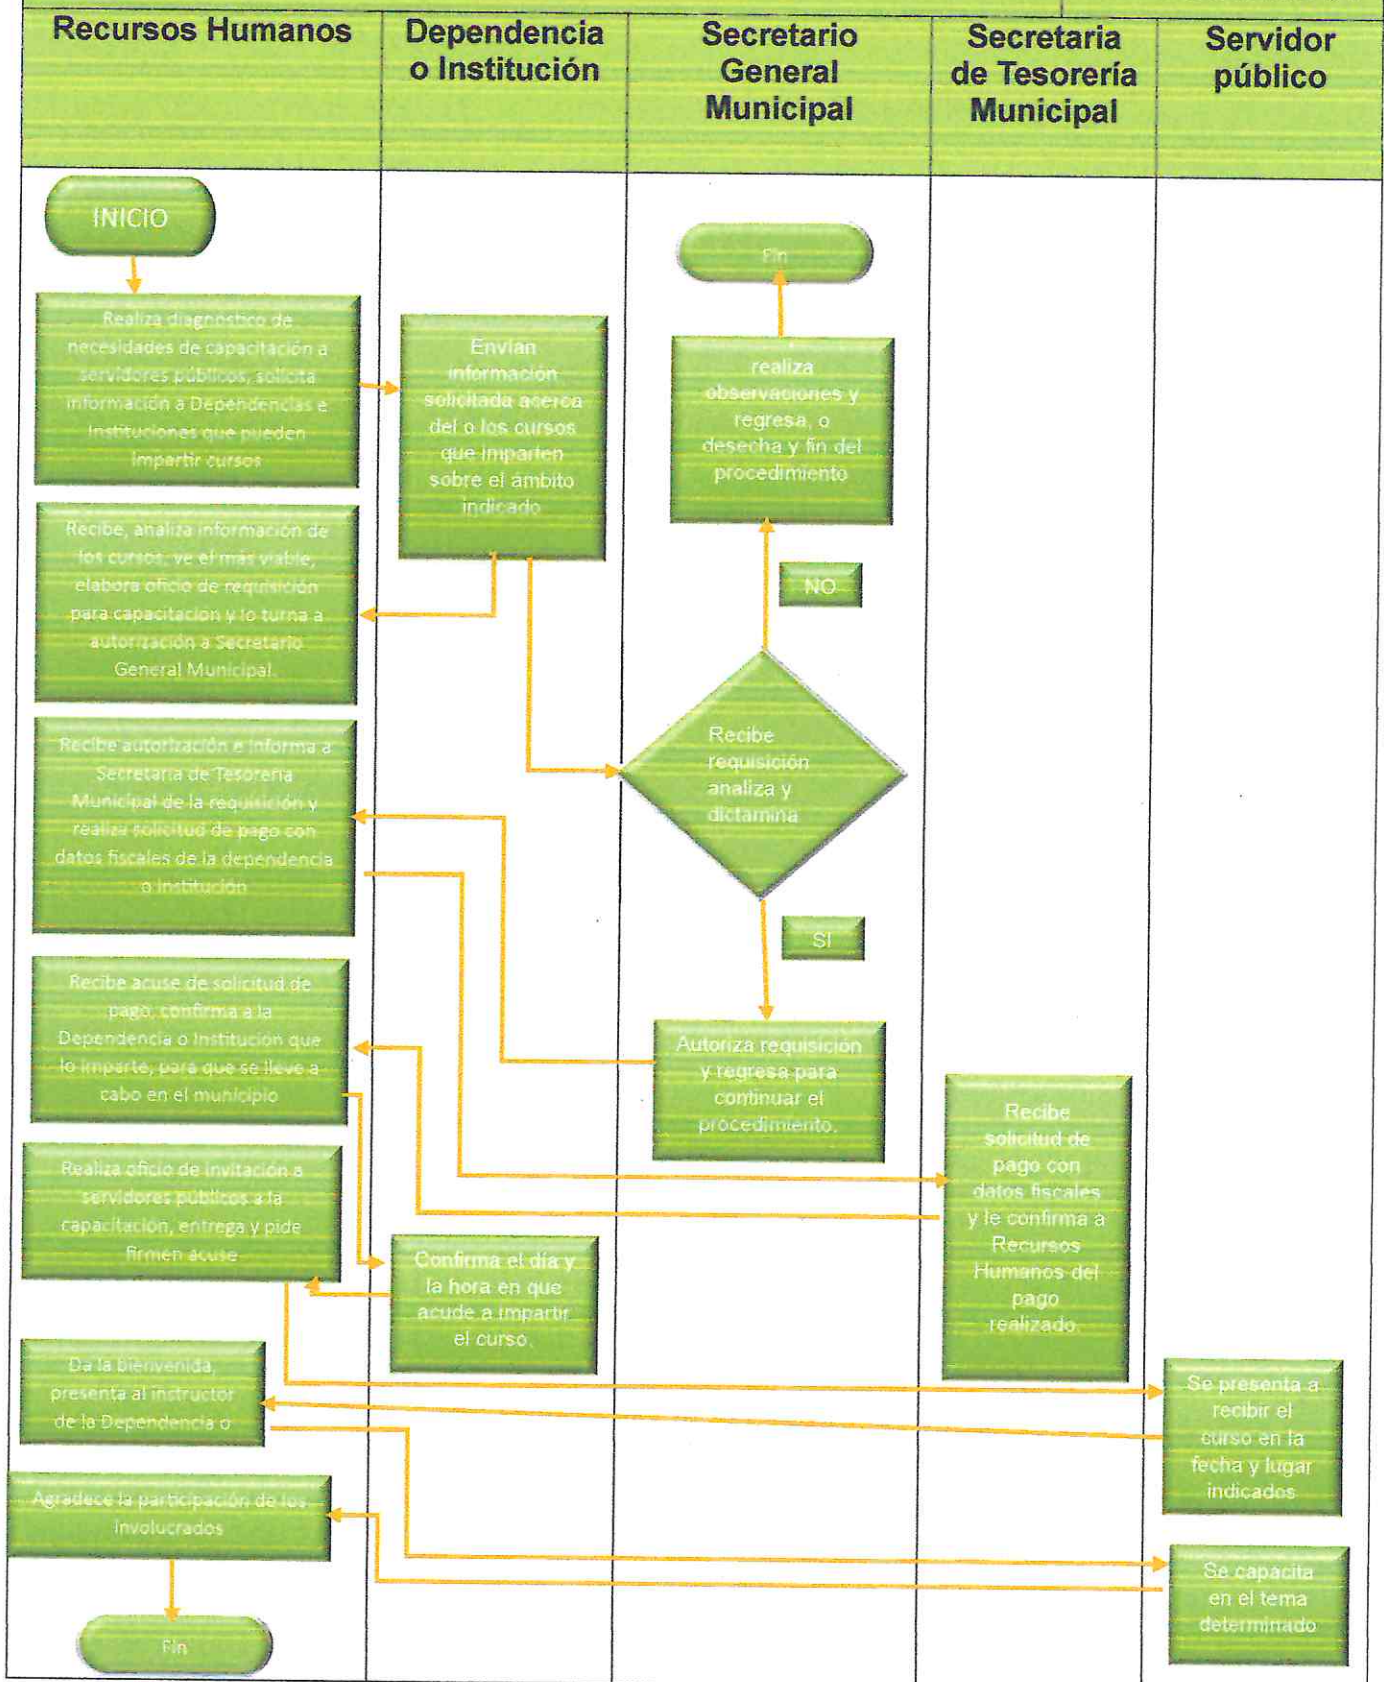 Recursos Humanos
Dependencia
o Institución
Secretario
General
Municipal
Secretaria
de Tesorería
Municipal
Servidor
público
INICIO
Realiza diagnostico de
necesidades de capacitación a
servidores públicos, solicita
información a Dependencias e
Instituciones que pueden
impartir cursos
Recibe, analiza información de
los cursos, ve el más viable,
elabora oficio de requisición
para capacitación y lo turna a
autorización a Secretario
General Municipal.
Recibe autorización e informa a
Secretaria de Tesorería
Municipal de la requisición y
realiza solicitud de pago con
datos fiscales de la dependencia
o institución
Recibe acuse de solicitud de
pago, confirma a la
Dependencia o Institución que
lo imparte, para que se lleve a
cabo en el municipio
Realiza oficio de invitación a
servidores públicos a la
capacitación, entrega y pide
firmen acuse
Da la bienvenida,
presenta al instructor
de la Dependencia o
Agradece la participación de los
involucrados
Fin
Envían
información
solicitada acerca
del o los cursos
que imparten
sobre el ámbito
indicado
Confirma el día y
la hora en que
acude a impartir
el curso.
Fin
realiza
observaciones y
regresa, o
desecha y fin del
procedimiento
NO
Recibe
requisición
analiza y
dictamina
SI
Autoriza requisición
y regresa para
continuar el
procedimiento.
Recibe
solicitud de
pago con
datos fiscales
y le confirma a
Recursos
Humanos del
pago
realizado.
Se presenta a
recibir el
curso en la
fecha y lugar
indicados
Se capacita
en el tema
determinado